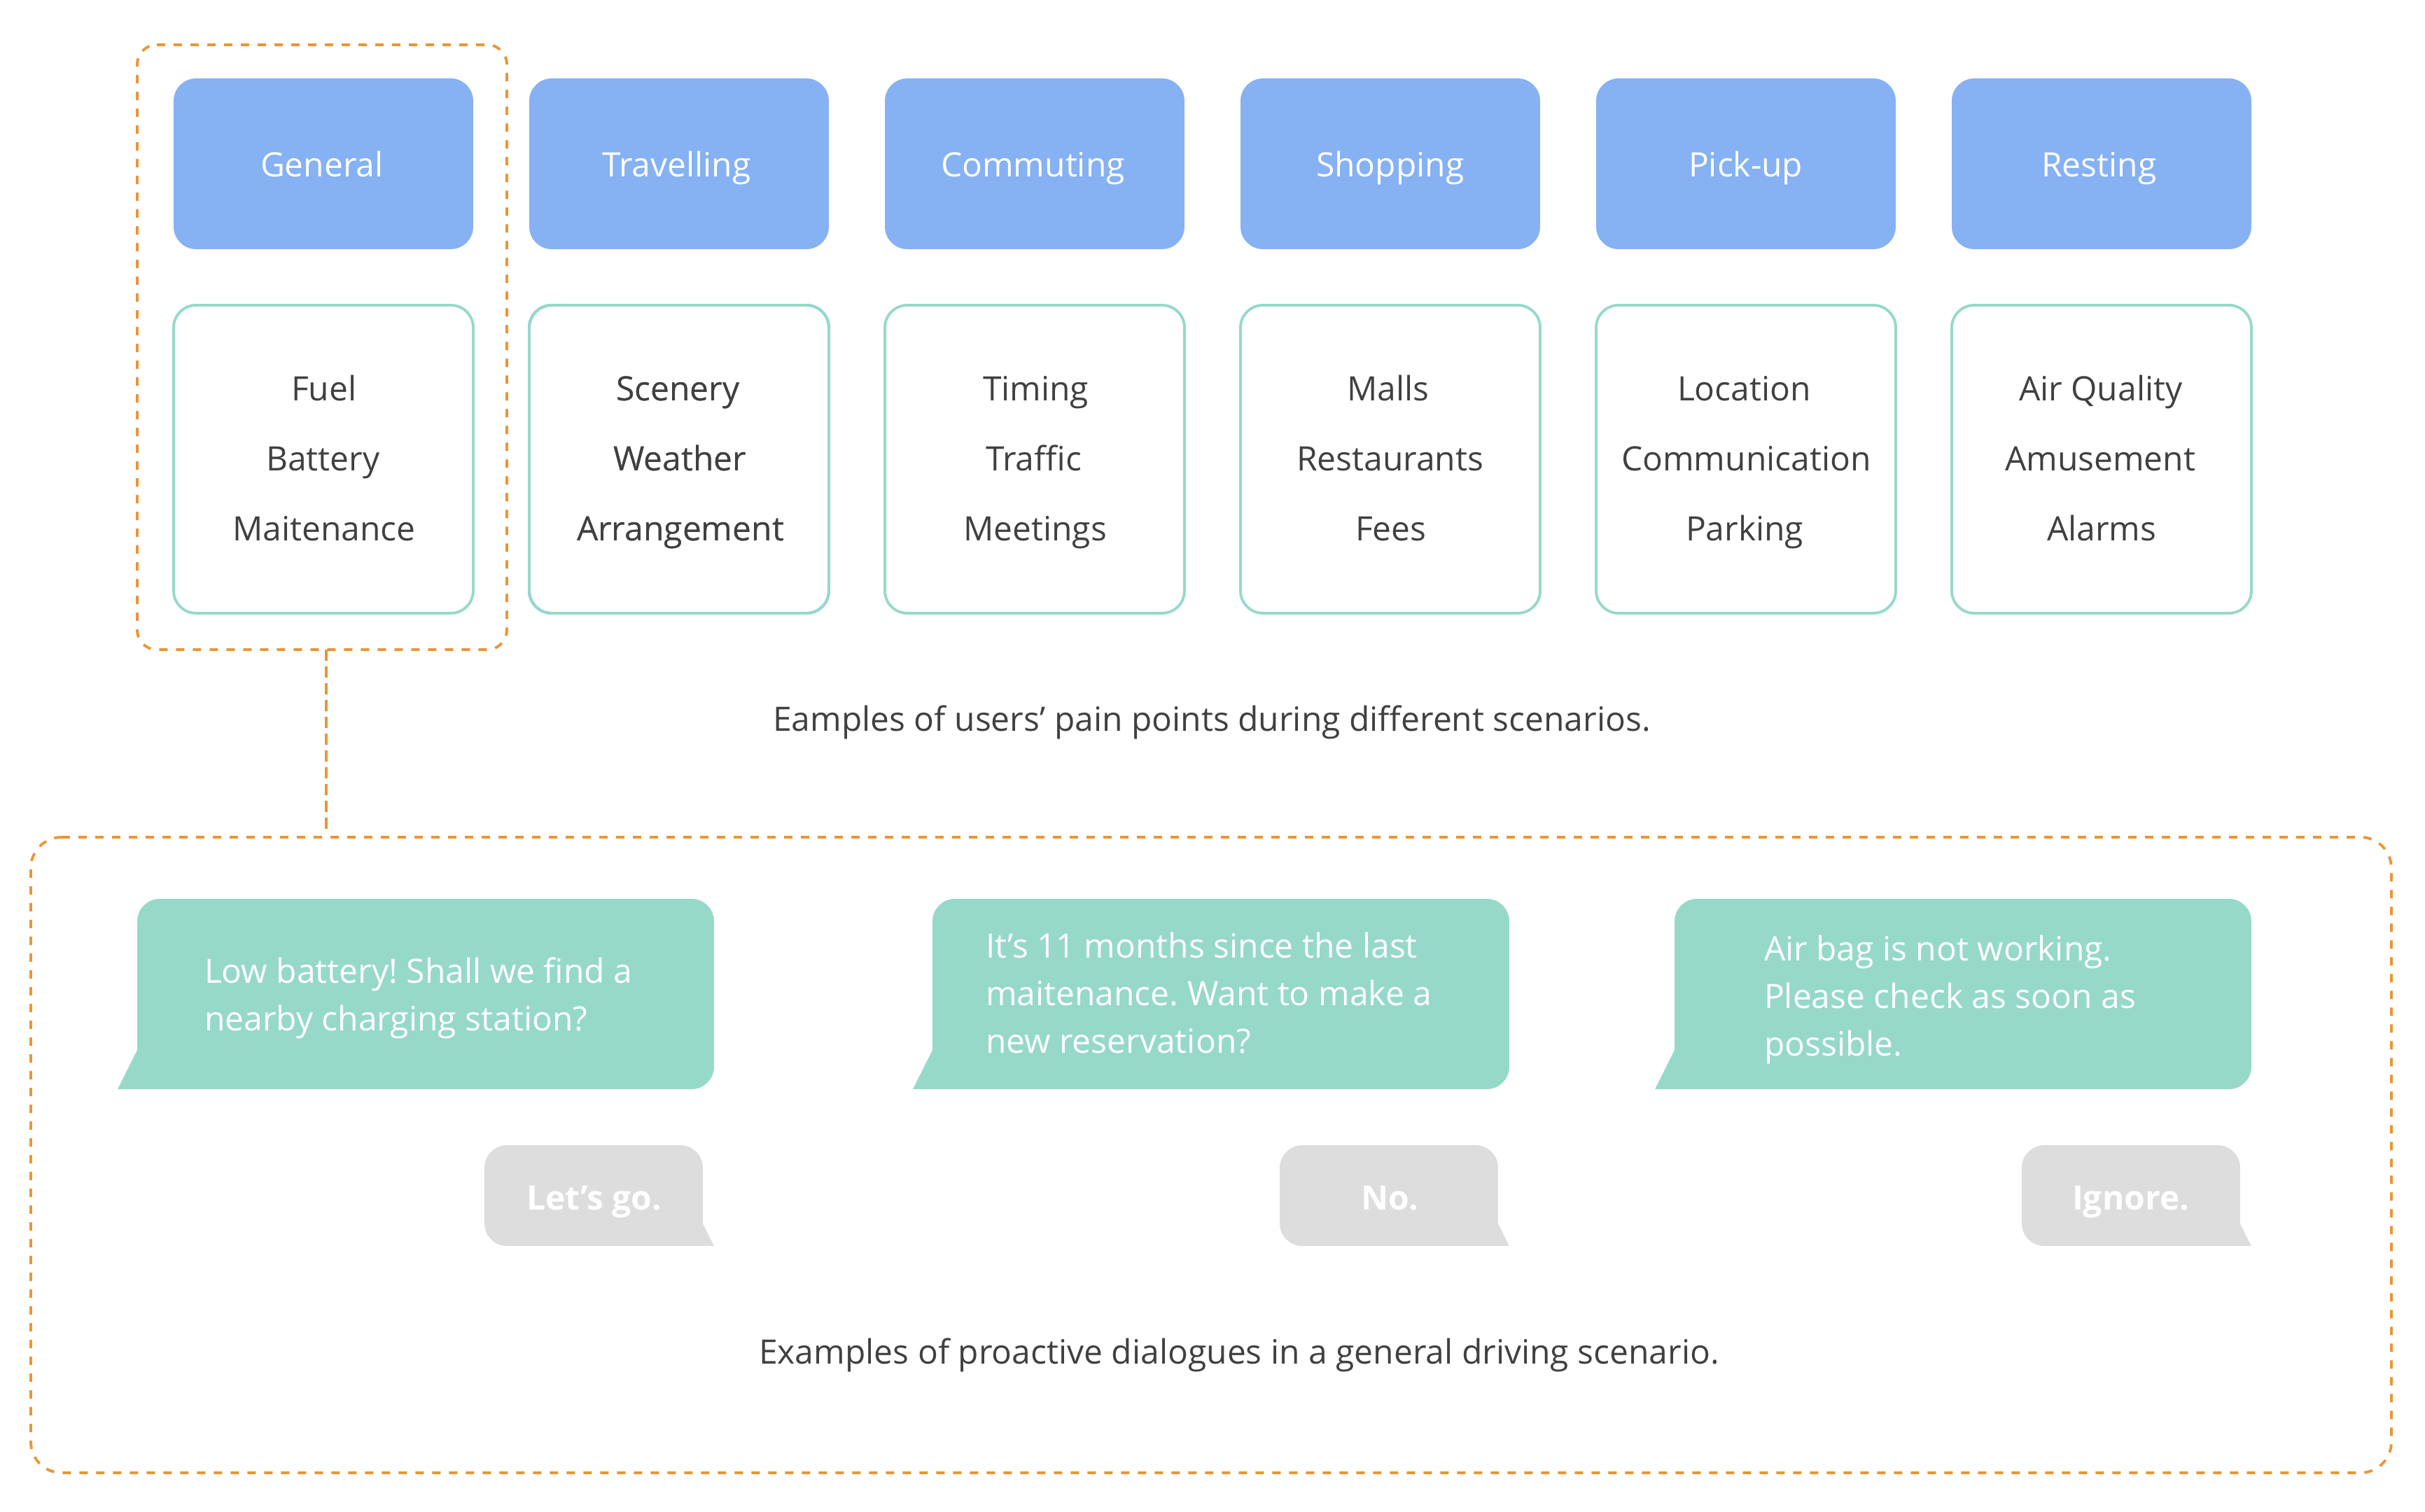 General
Travelling
Commuting
Shopping
Pick-up
Resting
Fuel
Battery
Maitenance
Scenery
Weather
Arrangement
Timing
Traffic
Meetings
Malls
Restaurants
Fees
Location
Communication
Parking
Air Quality
Amusement
Alarms
Eamples of users’ pain points during different scenarios.
Low battery! Shall we find a
nearby charging station?
Let’s go.
It’s 11 months since the last
maitenance. Want to make a
new reservation?
No.
Air bag is not working.
Please check as soon as
possible.
Ignore.
Examples of proactive dialogues in a general driving scenario.